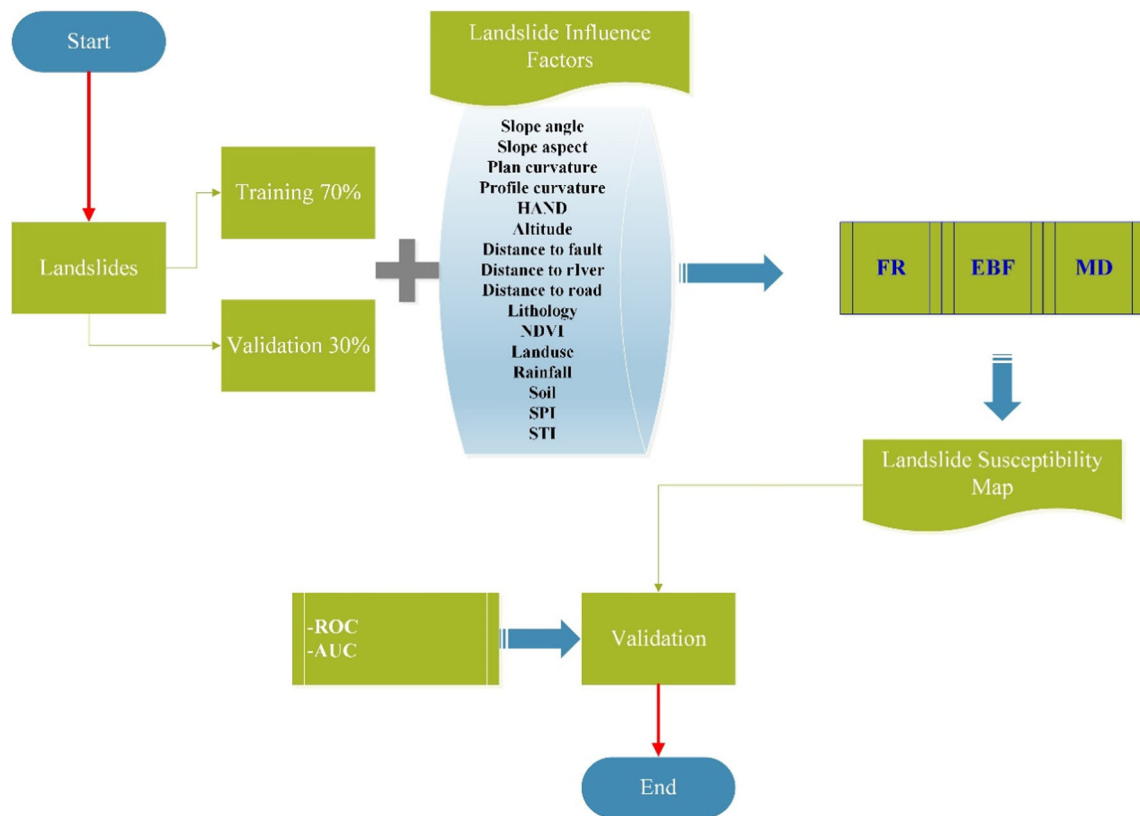 Start
Landslide Influence
Factors
Slope angle
Slope aspect
Plan curvature
Profile curvature
HAND
Altitude
Distance to fault
Distance to rIver
Distance to road
Lithology
NDVI
Landuse
Rainfall
Soil
SPI
STI
Training 70%
Landslides
Validation 30%
FR
EBF
MD
Landslide Susceptibility
Map
-ROC
-AUC
Validation
End